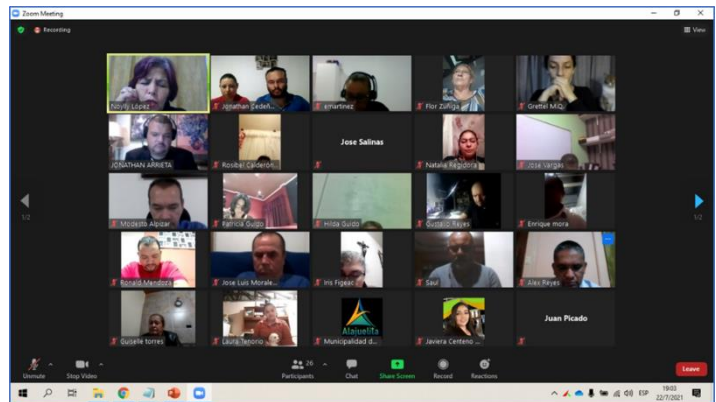 Zoom Meeting
Recording
View
Noylly López
Jonathan Cedeñ...
emartinez
Flor Zúñiga
Grettel M.Q.
JONATHAN ARRIETA
Rosibel Calderón
Jose Salinas
Natalia Regidora
José Vargas
1/2
Modesto Alpizar
Patricia Guido
Hilda Guido
Gustavo Reyes
Enrique mora
1/2
Ronald Mendoza
Jose Luis Morale...
Iris Figeac
Saul
Alex Reyes
Guiselle torres
Laura Tenorio
Alajuelita
Municipalidad d...
Javiera Centeno ...
Juan Picado
Unmute
Stop Video
26
Participants
Chat
Share Screen
Record
Reactions
Leave
ESP
19:03
22/7/2021